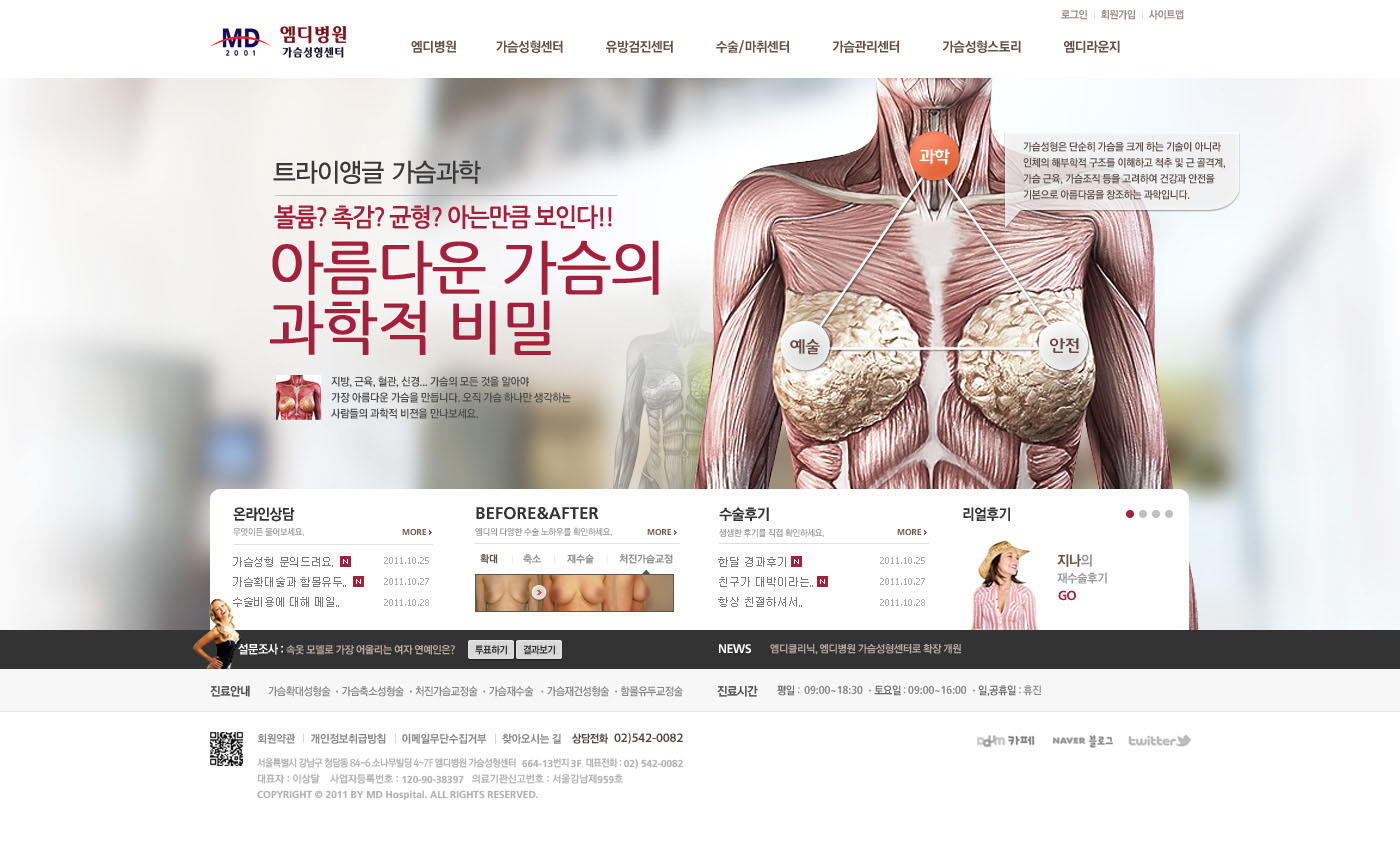 로그인 회원가입 사이트맵
MD
2001
엠디병원
가슴성형센터
엠디병원 가슴성형센터 유방검진센터 수술/마취센터 가슴관리센터 가슴성형스토리 엠디라운지
트라이앵글 가슴과학
볼륨? 촉감? 균형? 아는만큼 보인다!!
아름다운 가슴의
과학적 비밀
지방, 근육, 혈관, 신경... 가슴의 모든 것을 알아야
가장 아름다운 가슴을 만듭니다. 오직 가슴 하나만 생각하는
사람들의 과학적 비젼을 만나보세요.
과학
예술
안전
가슴성형은 단순히 가슴을 크게 하는 기술이 아니라
인체의 해부학적 구조를 이해하고 척추 및 근 골격계,
가슴 근육, 가슴조직 등을 고려하여 건강과 안전을
기본으로 아름다움을 창조하는 과학입니다.
온라인상담
무엇이든 물어보세요. MORE
가슴성형 문의드려요. N 2011.10.25
가슴확대술과 함몰유두.. N 2011.10.27
수술비용에 대해 메일.. 2011.10.28
BEFORE&AFTER
엠디의 다양한 수술 노하우를 확인하세요. MORE
확대 축소 재수술 처진가슴교정
수술후기
생생한 후기를 직접 확인하세요. MORE
한달 경과후기 N 2011.10.25
친구가 대박이라는.. N 2011.10.27
항상 친절하셔서.. 2011.10.28
리얼후기
지나의
재수술후기
GO
설문조사 : 속옷 모델로 가장 어울리는 여자 연예인은? 투표하기 결과보기
NEWS 엠디클리닉, 엠디병원 가슴성형센터로 확장 개원
진료안내 가슴확대성형술 · 가슴축소성형술 · 처진가슴교정술 · 가슴재수술 · 가슴재건성형술 · 함몰유두교정술
진료시간 평일 : 09:00~18:30 · 토요일 : 09:00~16:00 · 일,공휴일 : 휴진
회원약관 개인정보취급방침 이메일무단수집거부 찾아오시는 길 상담전화 02)542-0082
서울특별시 강남구 청담동 84-6 소나무빌딩 4~7F 엠디병원 가슴성형센터 664-13번지 3F 대표전화 : 02) 542-0082
대표자 : 이상달 사업자등록번호 : 120-90-38397 의료기관신고번호 : 서울강남제959호
COPYRIGHT © 2011 BY MD Hospital. ALL RIGHTS RESERVED.
Daum 카페 NAVER 블로그 twitter